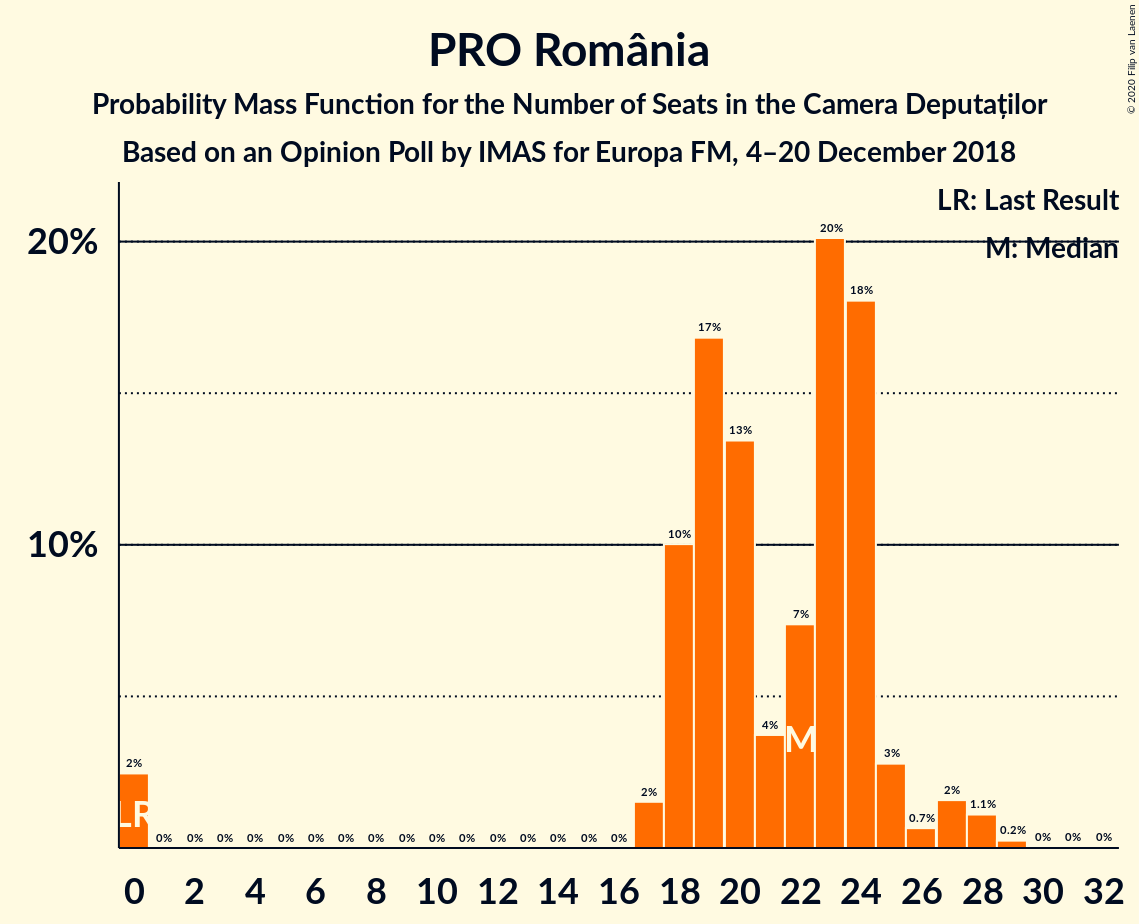 PRO România
Probability Mass Function for the Number of Seats in the Camera Deputaților
Based on an Opinion Poll by IMAS for Europa FM, 4–20 December 2018
© 2020 Filip van Laenen
LR: Last Result
M: Median
20%
10%
2% 0% 0% 0% 0% 0% 0% 0% 0% 0% 0% 0% 0% 0% 0% 0% 0% 2% 10% 17% 13% 4% 7% 20% 18% 3% 0.7% 2% 1.1% 0.2% 0% 0% 0%
LR M
0 2 4 6 8 10 12 14 16 18 20 22 24 26 28 30 32